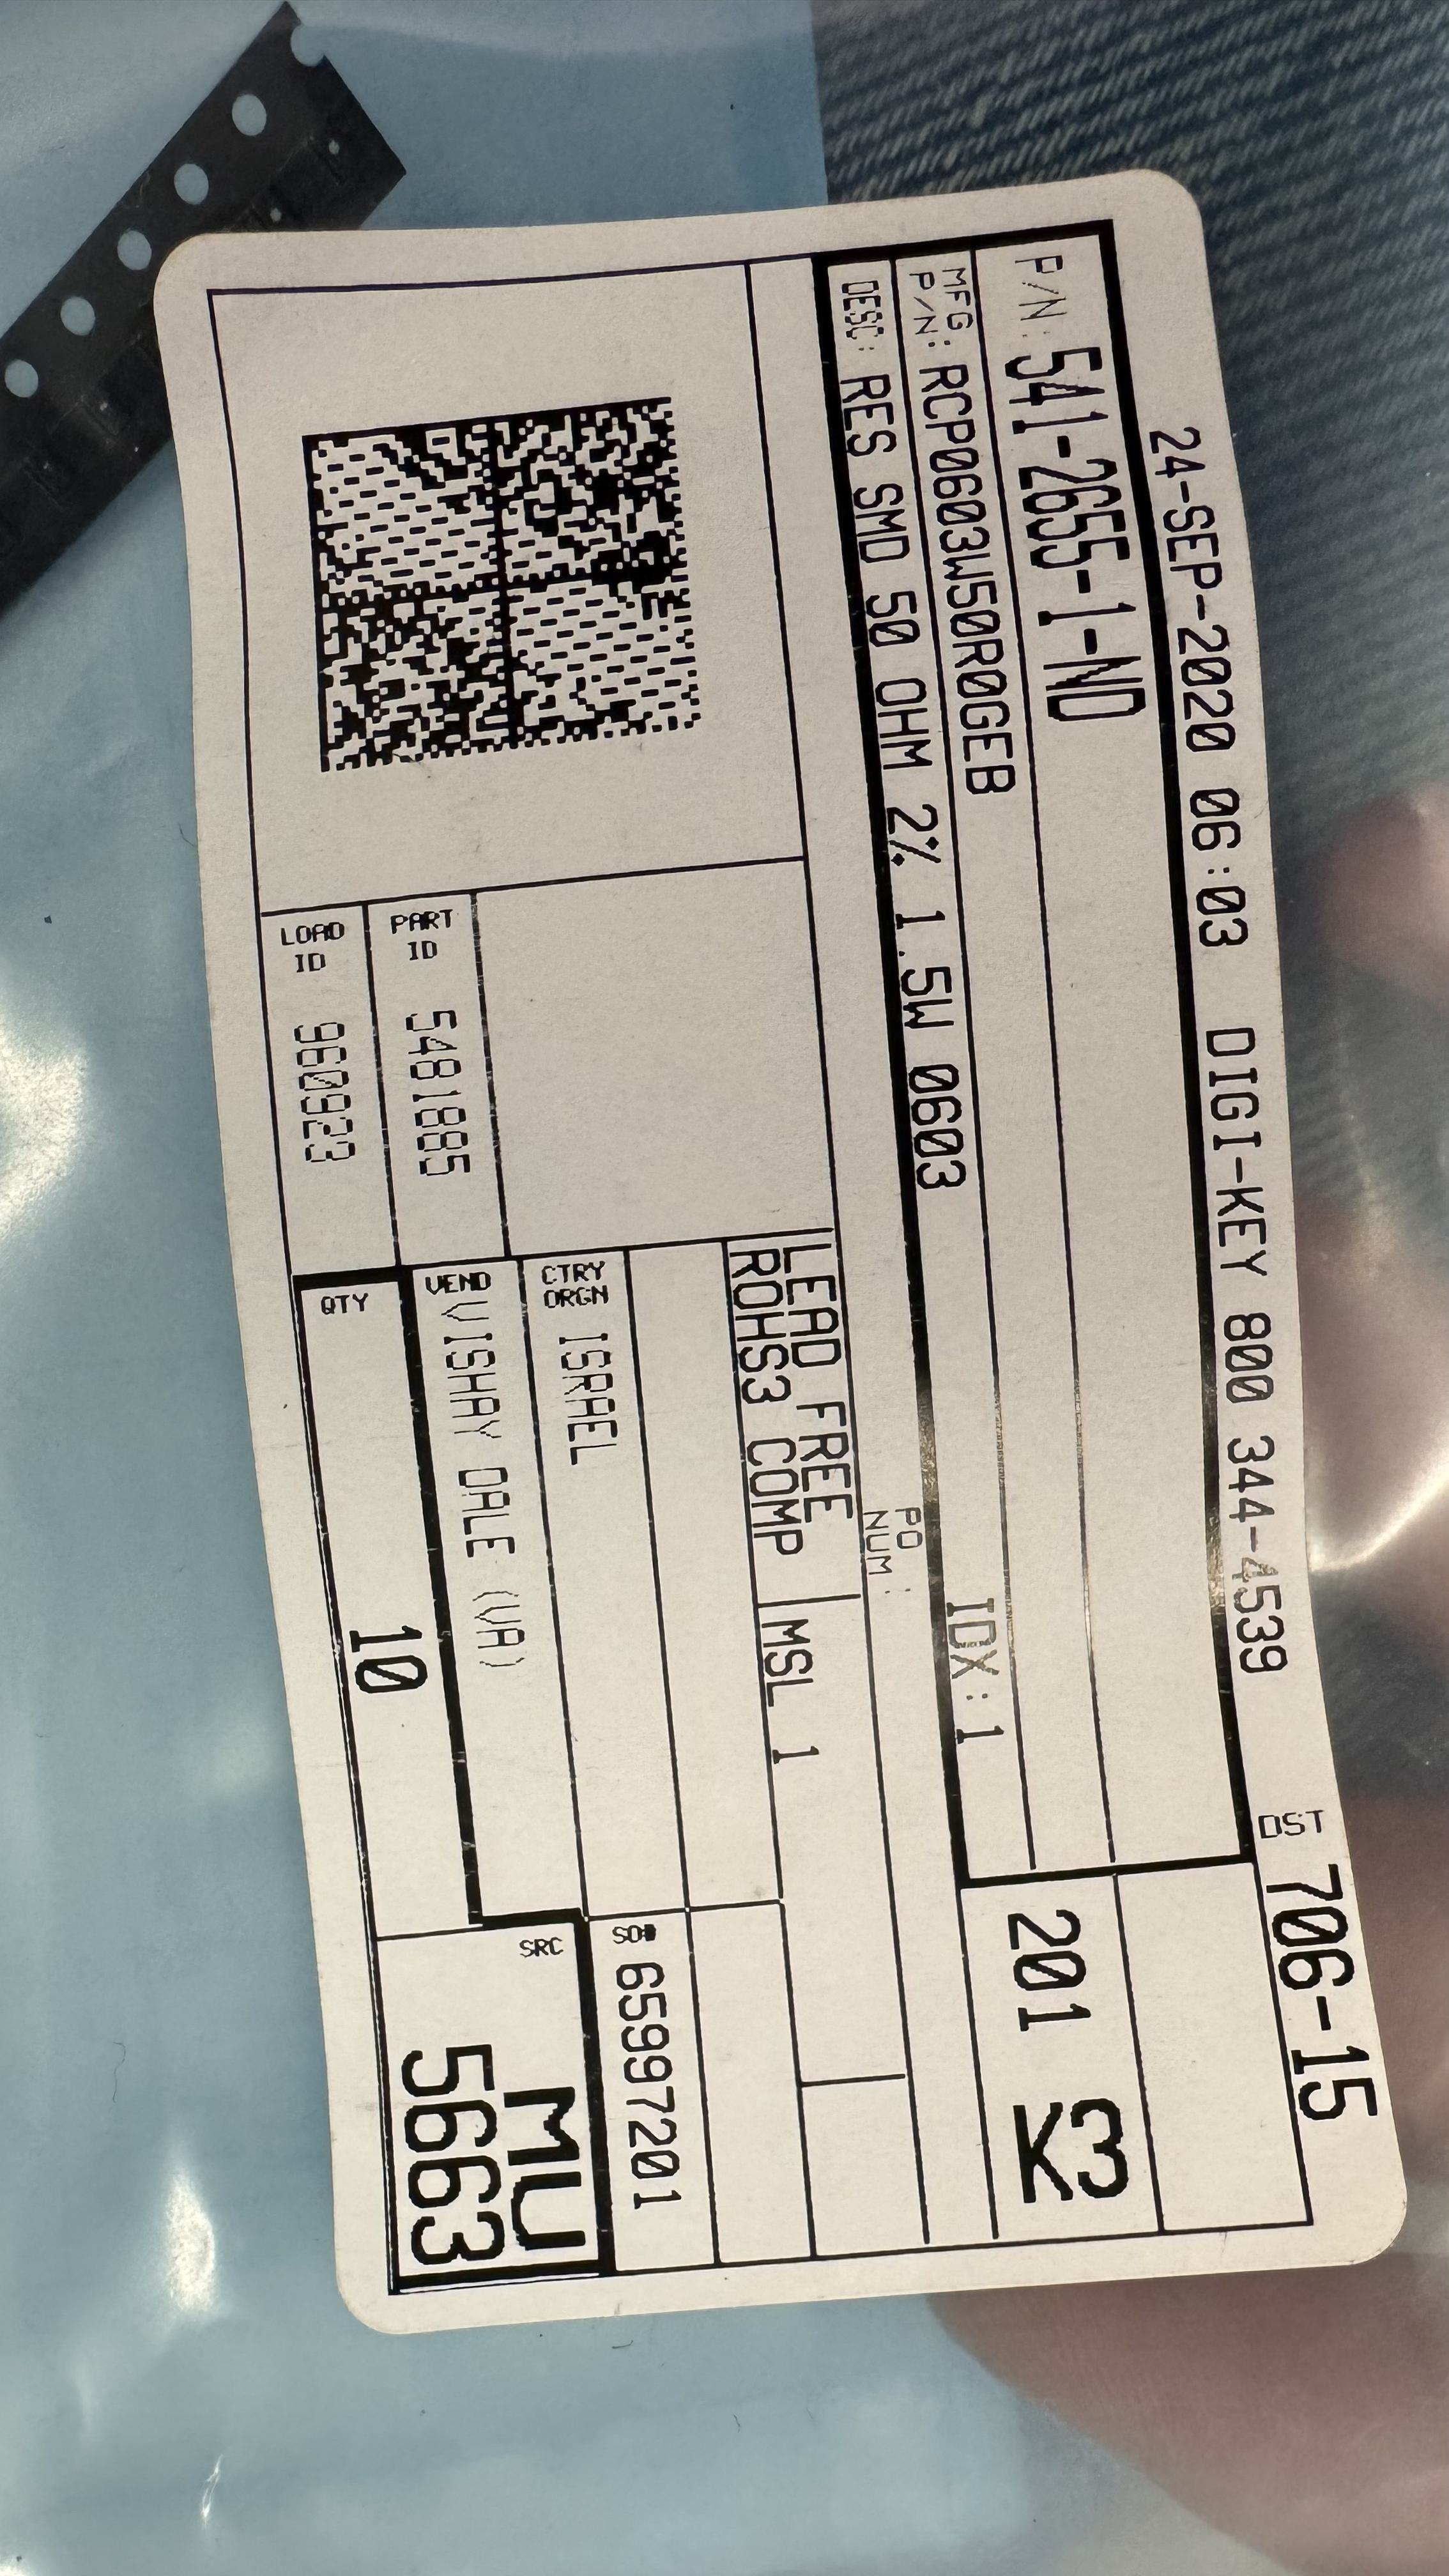 24-SEP-2020 06:03 DIGI-KEY 800 344-4539
DST 706-15
P/N: 541-2655-1-ND
MFG
P/N: RCP0603W50R0GEB
201 K3
DESC: RES SMD 50 OHM 2% 1.5W 0603
IDX: 1
PO
NUM:
LEAD FREE
ROHS3 COMP
MSL 1
CTRY
ORGN ISRAEL
SO# 65997201
PART
ID 5481885
VEND VISHAY DALE (VA)
LOAD
ID 960923
QTY 10
SRC
MU
5663